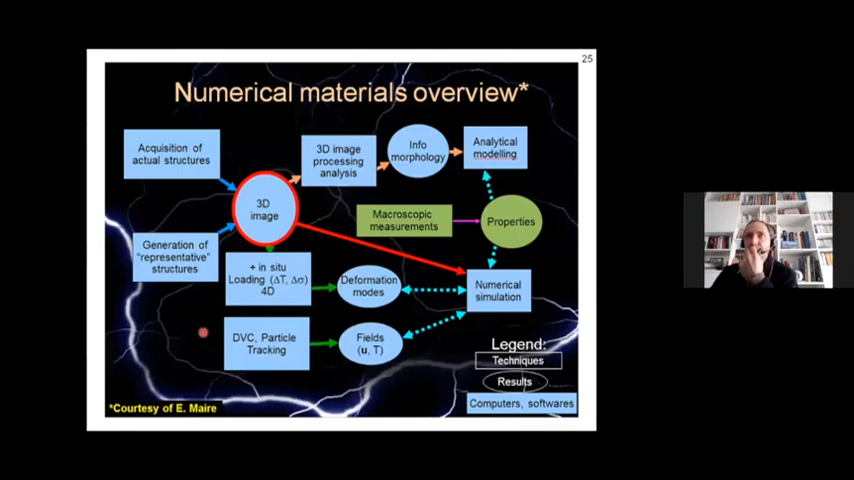 25
Numerical materials overview*
Acquisition of
actual structures
3D image
processing
analysis
Info
morphology
Analytical
modelling
3D
image
Macroscopic
measurements
Properties
Generation of
"representative"
structures
+ in situ
Loading (ΔT, Δσ)
4D
Deformation
modes
Numerical
simulation
DVC, Particle
Tracking
Fields
(u, T)
Legend:
Techniques
Results
Computers, softwares
*Courtesy of E. Maire